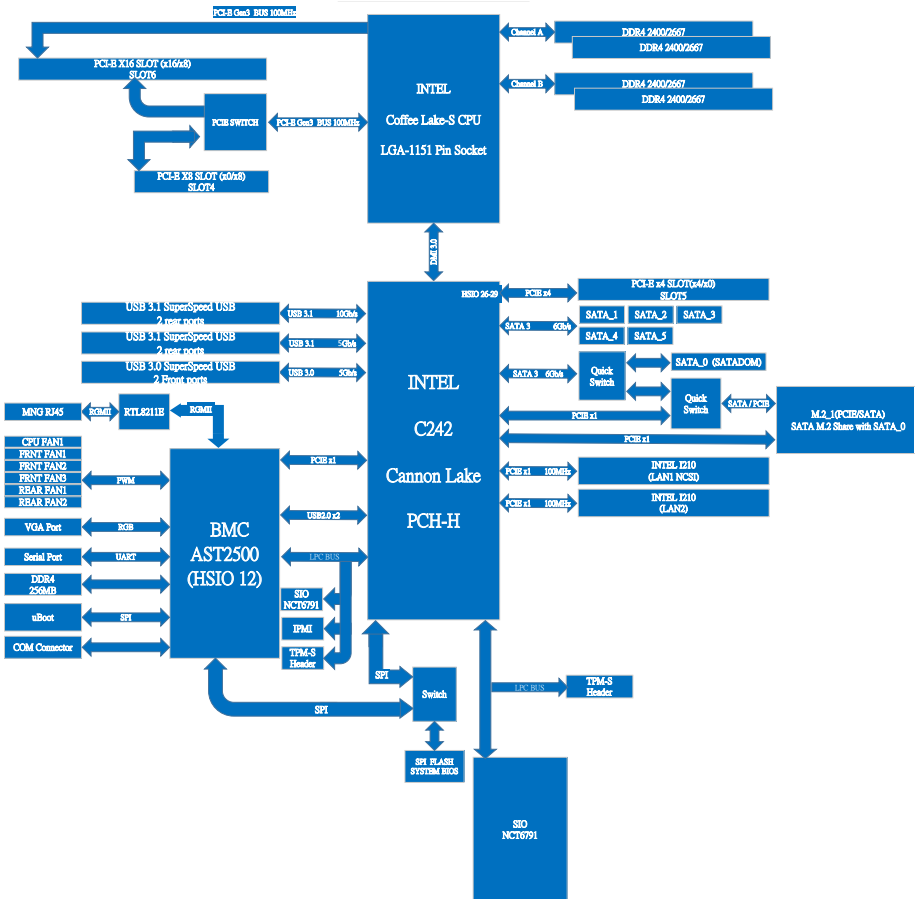 PCI-E Gen3 BUS 100MHz
PCI-E X16 SLOT (x16/x8)
SLOT6
PCIE SWITCH
PCI-E Gen3 BUS 100MHz
PCI-E X8 SLOT (x0/x8)
SLOT4
INTEL
Coffee Lake-S CPU
LGA-1151 Pin Socket
Channel A
DDR4 2400/2667
DDR4 2400/2667
Channel B
DDR4 2400/2667
DDR4 2400/2667
DMI 3.0
HSIO 26-29
PCIE x4
PCI-E x4 SLOT(x4/x0)
SLOT5
USB 3.1 SuperSpeed USB
2 rear ports
USB 3.1 10Gb/s
USB 3.1 SuperSpeed USB
2 rear ports
USB 3.1 5Gb/s
USB 3.0 SuperSpeed USB
2 Front ports
USB 3.0 5Gb/s
SATA 3 6Gb/s
SATA_1
SATA_2
SATA_3
SATA_4
SATA_5
SATA 3 6Gb/s
Quick
Switch
SATA_0 (SATADOM)
Quick
Switch
SATA / PCIE
M.2_1(PCIE/SATA)
SATA M.2 Share with SATA_0
PCIE x1
PCIE x1
INTEL
C242
Cannon Lake
PCH-H
PCIE x1 100MHz
INTEL I210
(LAN1 NCSI)
PCIE x1 100MHz
INTEL I210
(LAN2)
MNG RJ45
RGMII
RTL8211E
RGMII
CPU FAN1
FRNT FAN1
FRNT FAN2
FRNT FAN3
REAR FAN1
REAR FAN2
PWM
VGA Port
RGB
Serial Port
UART
DDR4
256MB
uBoot
SPI
COM Connector
BMC
AST2500
(HSIO 12)
PCIE x1
USB2.0 x2
LPC BUS
SIO
NCT6791
IPMI
TPM-S
Header
SPI
SPI
Switch
SPI FLASH
SYSTEM BIOS
LPC BUS
TPM-S
Header
SIO
NCT6791